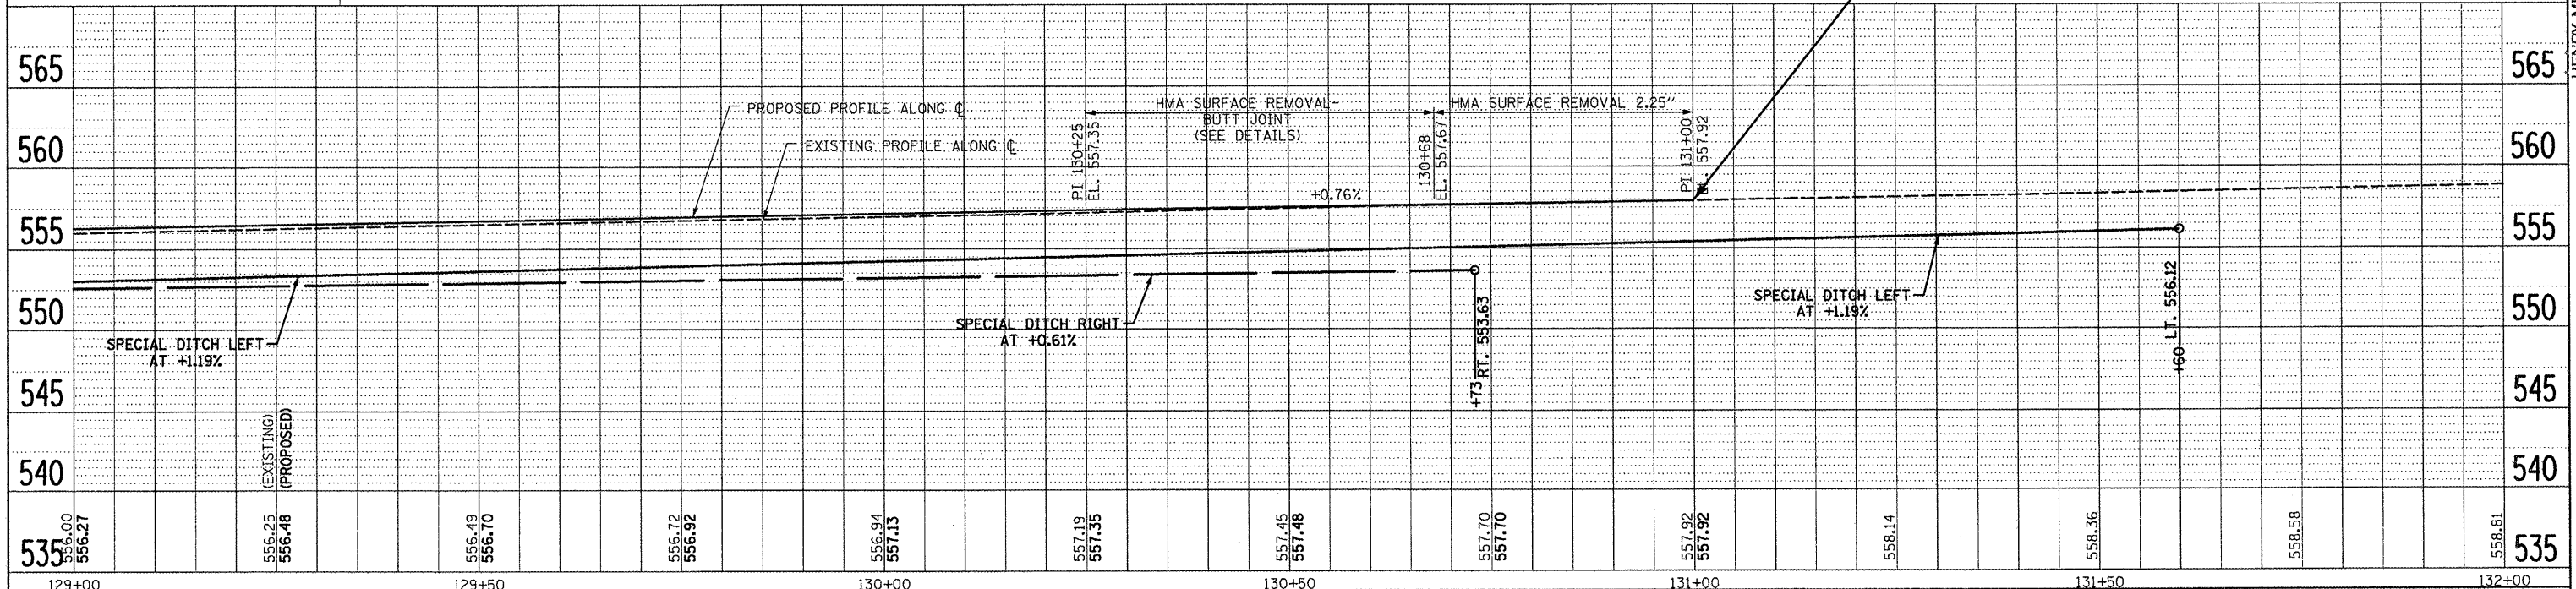 565 565
PROPOSED PROFILE ALONG ℄
EXISTING PROFILE ALONG ℄
HMA SURFACE REMOVAL-
BUTT JOINT
(SEE DETAILS)
HMA SURFACE REMOVAL 2.25"
PI 130+25
EL. 557.35
130+68
EL. 557.67
PI 131+00
557.92
560 560
+0.76%
555 555
SPECIAL DITCH LEFT
AT +1.19%
SPECIAL DITCH RIGHT
AT +0.61%
+73 RT. 553.63
SPECIAL DITCH LEFT
AT +1.19%
+60 LT. 556.12
550 550
545 545
(EXISTING)
(PROPOSED)
540 540
556.00
556.27
556.25
556.48
556.49
556.70
556.72
556.92
556.94
557.13
557.19
557.35
557.45
557.48
557.70
557.70
557.92
557.92
558.14
558.36
558.58
558.81
535 535
129+00 129+50 130+00 130+50 131+00 131+50 132+00